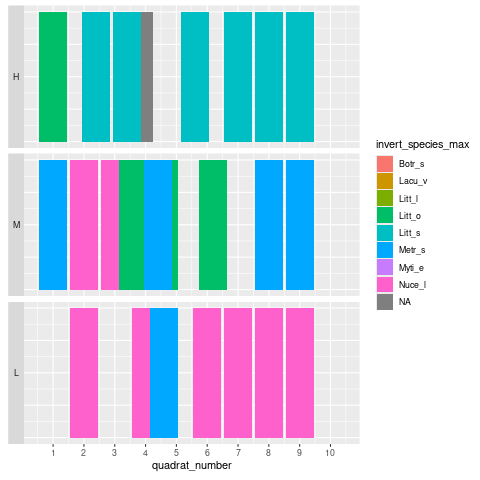 H
M
L
1 2 3 4 5 6 7 8 9 10
quadrat_number
invert_species_max
Botr_s
Lacu_v
Litt_l
Litt_o
Litt_s
Metr_s
Myti_e
Nuce_l
NA